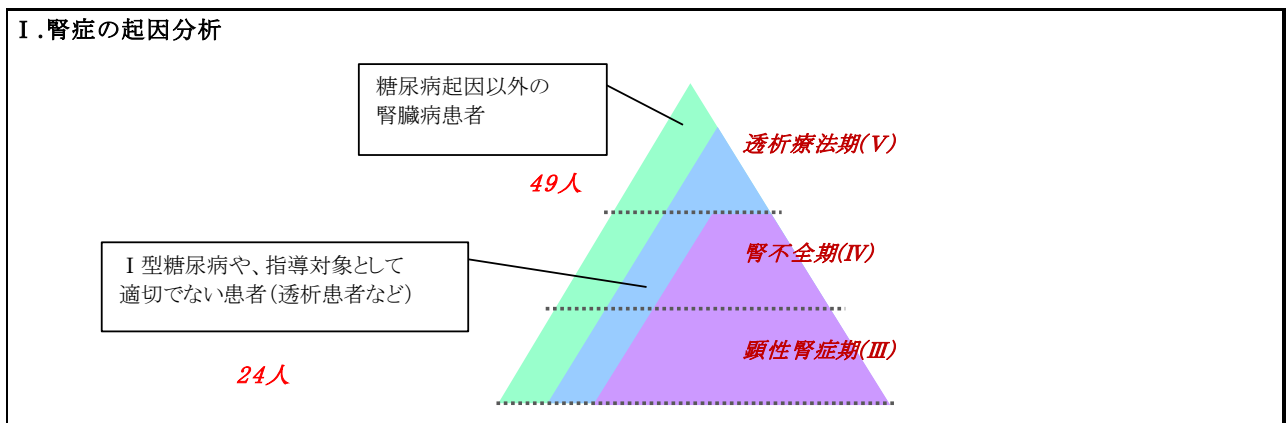 Ⅰ.腎症の起因分析
糖尿病起因以外の
腎臓病患者
透析療法期(Ⅴ)
49人
Ⅰ型糖尿病や、指導対象として
適切でない患者(透析患者など)
腎不全期(Ⅳ)
顕性腎症期(Ⅲ)
24人